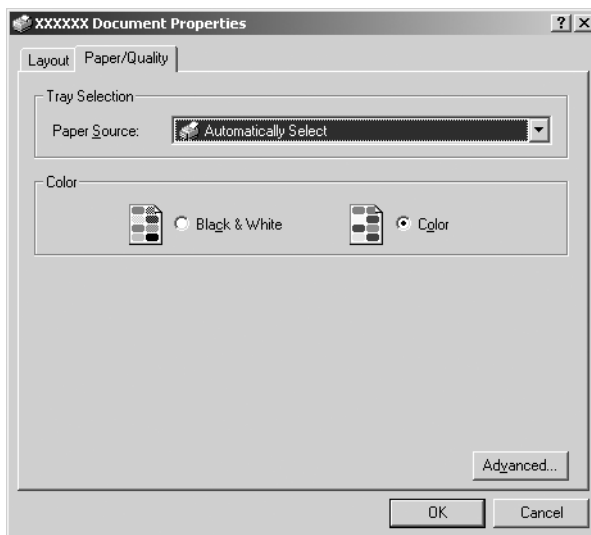 XXXXXX Document Properties
Layout
Paper/Quality
Tray Selection
Paper Source:
Automatically Select
Color
Black & White
Color
Advanced...
OK
Cancel